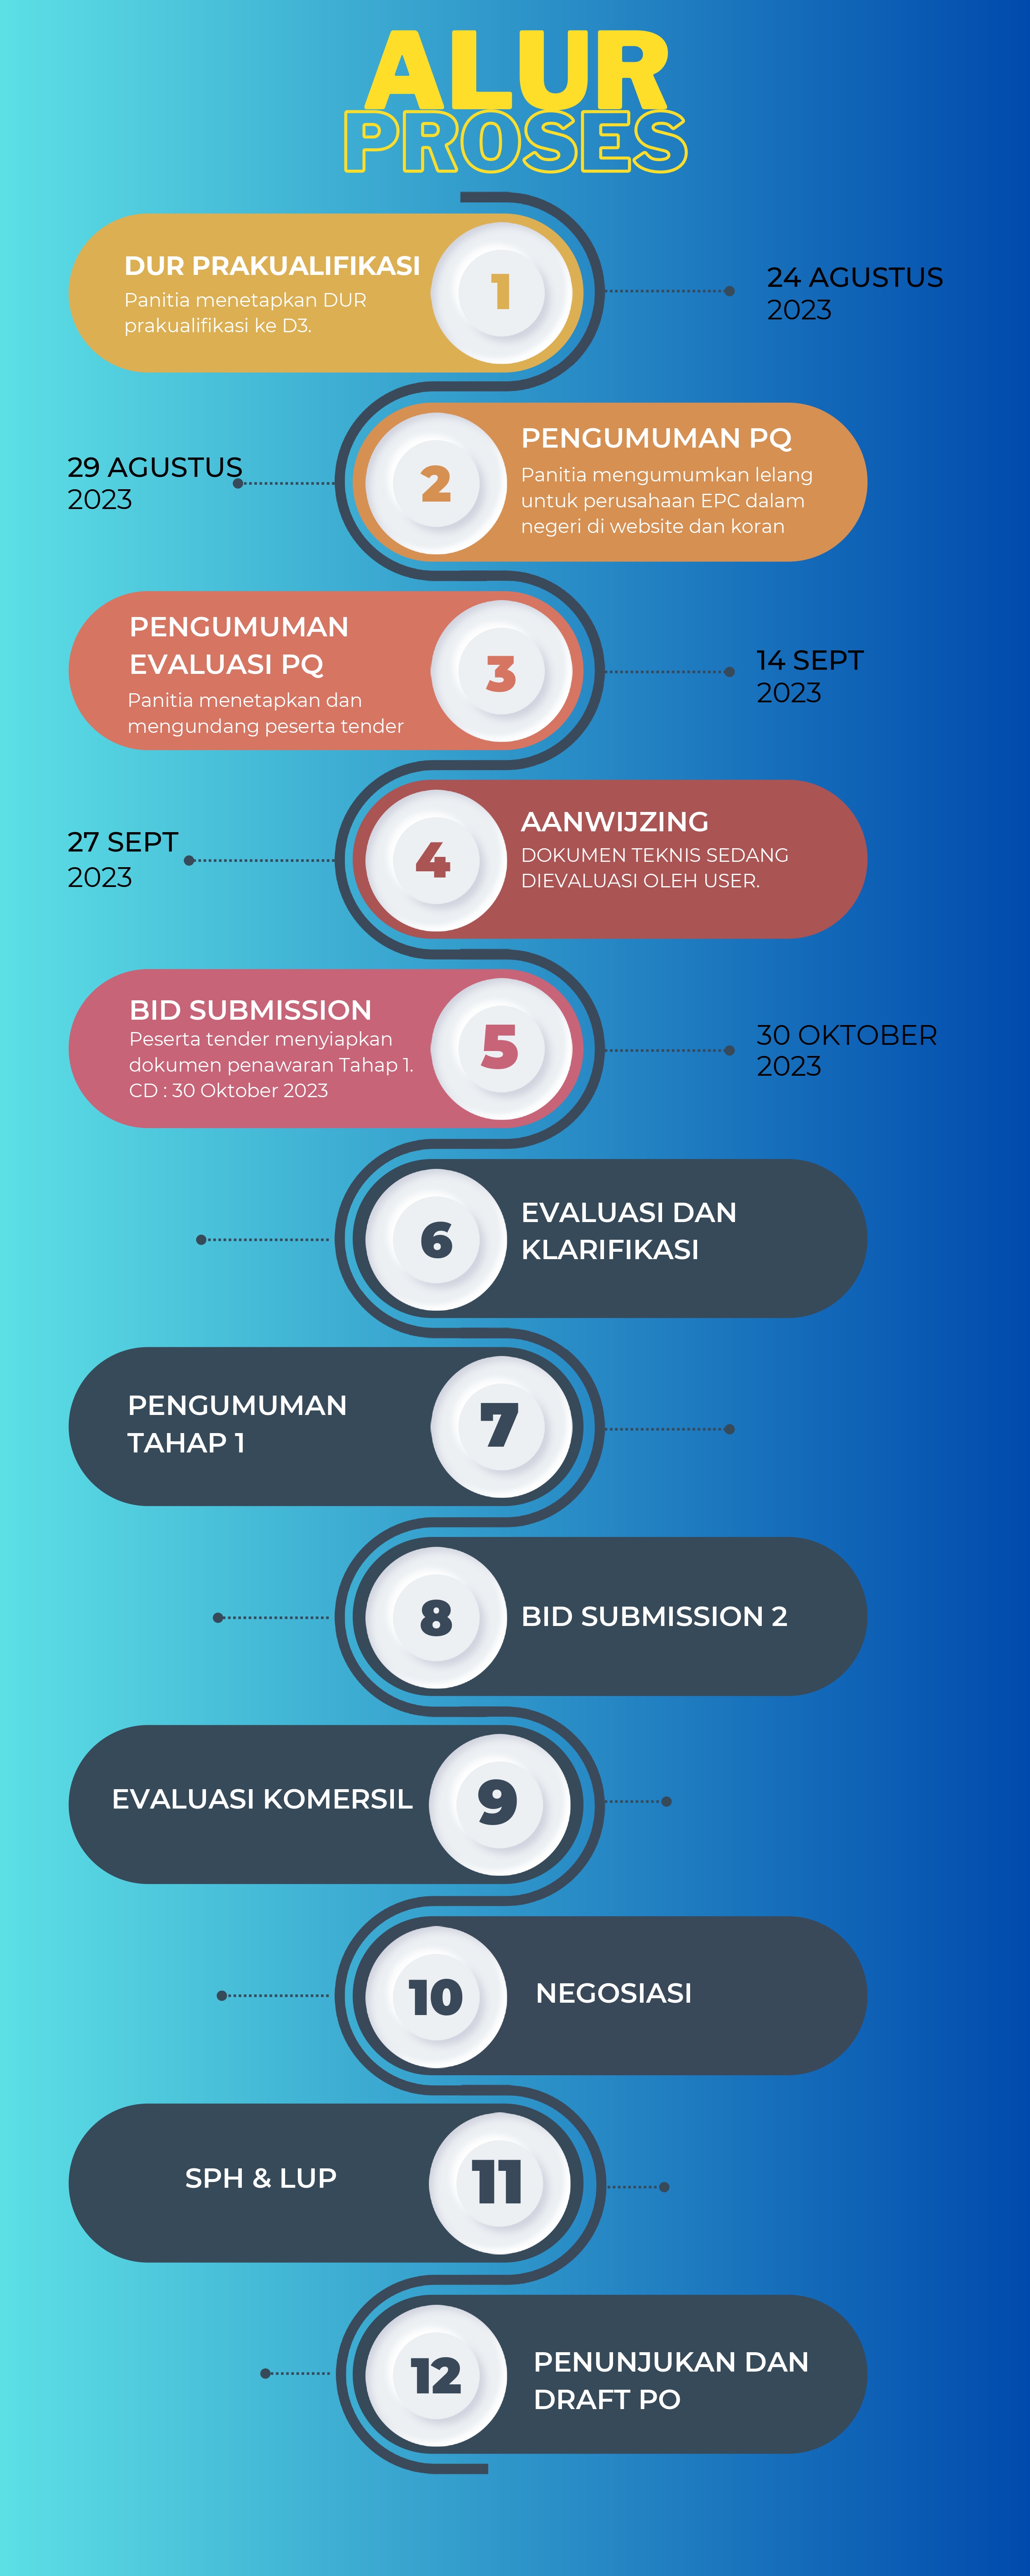 ALUR
PROSES
DUR PRAKUALIFIKASI
Panitia menetapkan DUR
prakualifikasi ke D3.
1
24 AGUSTUS
2023
29 AGUSTUS
2023
2
PENGUMUMAN PQ
Panitia mengumumkan lelang
untuk perusahaan EPC dalam
negeri di website dan koran
PENGUMUMAN
EVALUASI PQ
Panitia menetapkan dan
mengundang peserta tender
3
14 SEPT
2023
27 SEPT
2023
4
AANWIJZING
DOKUMEN TEKNIS SEDANG
DIEVALUASI OLEH USER.
BID SUBMISSION
Peserta tender menyiapkan
dokumen penawaran Tahap 1.
CD : 30 Oktober 2023
5
30 OKTOBER
2023
6
EVALUASI DAN
KLARIFIKASI
PENGUMUMAN
TAHAP 1
7
8
BID SUBMISSION 2
EVALUASI KOMERSIL
9
10
NEGOSIASI
SPH & LUP
11
12
PENUNJUKAN DAN
DRAFT PO